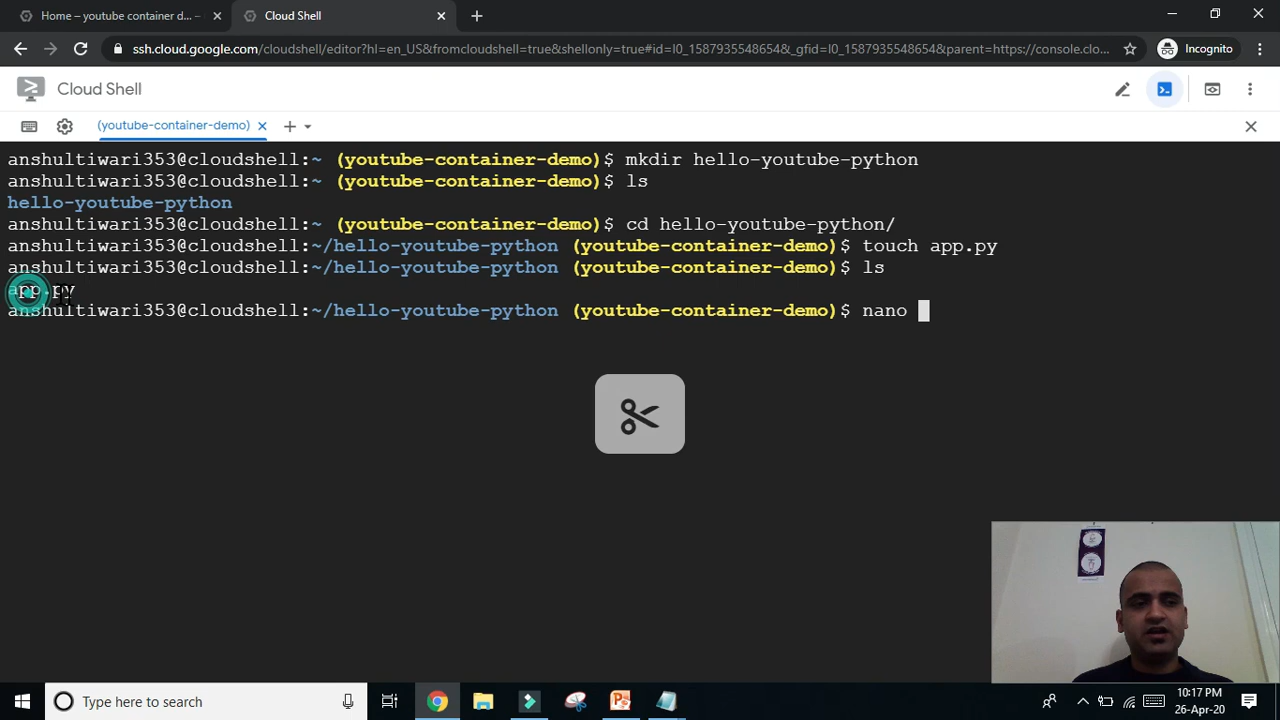 Home – youtube container d... –
Cloud Shell
ssh.cloud.google.com/cloudshell/editor?hl=en_US&fromcloudshell=true&shellonly=true#id=I0_1587935548654&_gfid=I0_1587935548654&parent=https://console.clo...
Incognito
Cloud Shell
(youtube-container-demo)
anshultiwari353@cloudshell:~ (youtube-container-demo)$ mkdir hello-youtube-python
anshultiwari353@cloudshell:~ (youtube-container-demo)$ ls
hello-youtube-python
anshultiwari353@cloudshell:~ (youtube-container-demo)$ cd hello-youtube-python/
anshultiwari353@cloudshell:~/hello-youtube-python (youtube-container-demo)$ touch app.py
anshultiwari353@cloudshell:~/hello-youtube-python (youtube-container-demo)$ ls
app.py
anshultiwari353@cloudshell:~/hello-youtube-python (youtube-container-demo)$ nano
Type here to search
10:17 PM
26-Apr-20